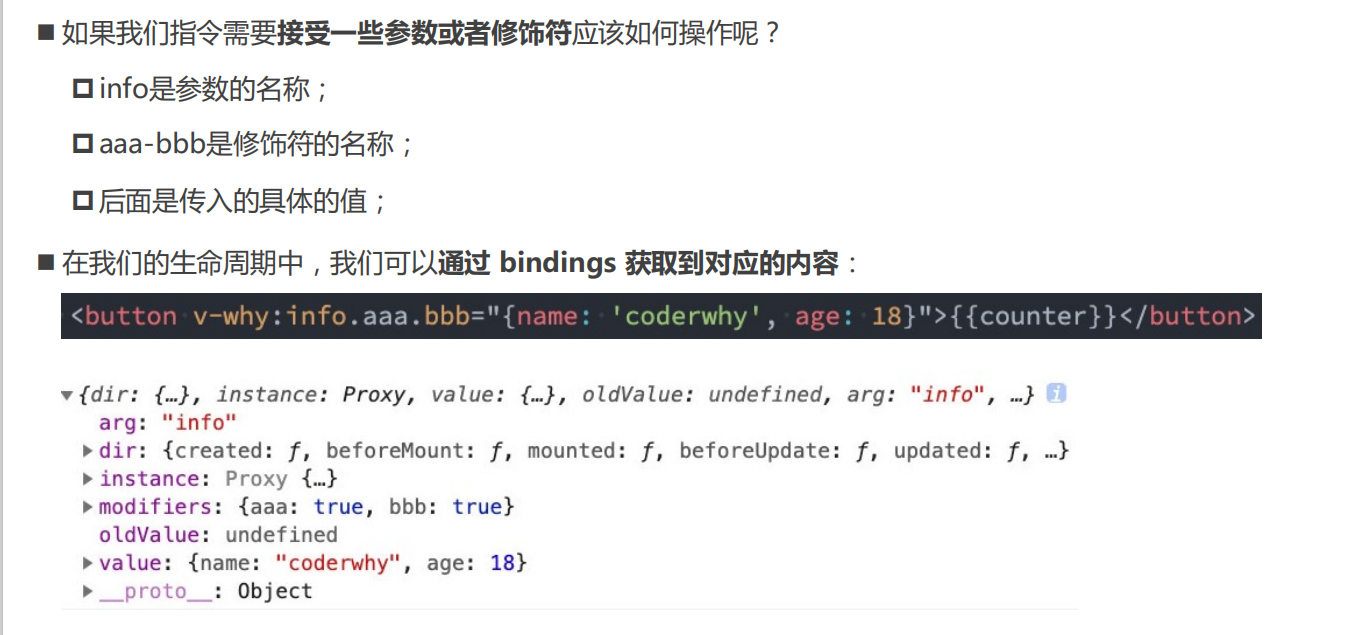 ■ 如果我们指令需要接受一些参数或者修饰符应该如何操作呢？
info是参数的名称；
aaa-bbb是修饰符的名称；
后面是传入的具体的值；
■ 在我们的生命周期中，我们可以通过 bindings 获取到对应的内容：
<button v-why:info.aaa.bbb="{name: 'coderwhy', age: 18}">{{counter}}</button>
▼{dir: {…}, instance: Proxy, value: {…}, oldValue: undefined, arg: "info", …} i
arg: "info"
▶dir: {created: ƒ, beforeMount: ƒ, mounted: ƒ, beforeUpdate: ƒ, updated: ƒ, …}
▶instance: Proxy {…}
▶modifiers: {aaa: true, bbb: true}
oldValue: undefined
▶value: {name: "coderwhy", age: 18}
▶__proto__: Object